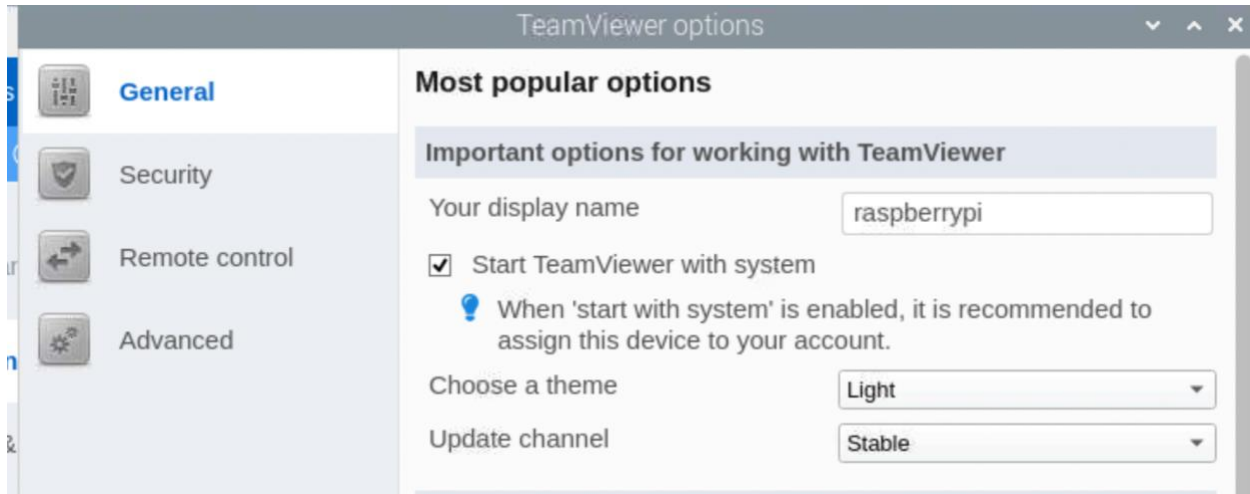 TeamViewer options
General
Security
Remote control
Advanced
Most popular options
Important options for working with TeamViewer
Your display name
raspberrypi
Start TeamViewer with system
When 'start with system' is enabled, it is recommended to
assign this device to your account.
Choose a theme
Light
Update channel
Stable